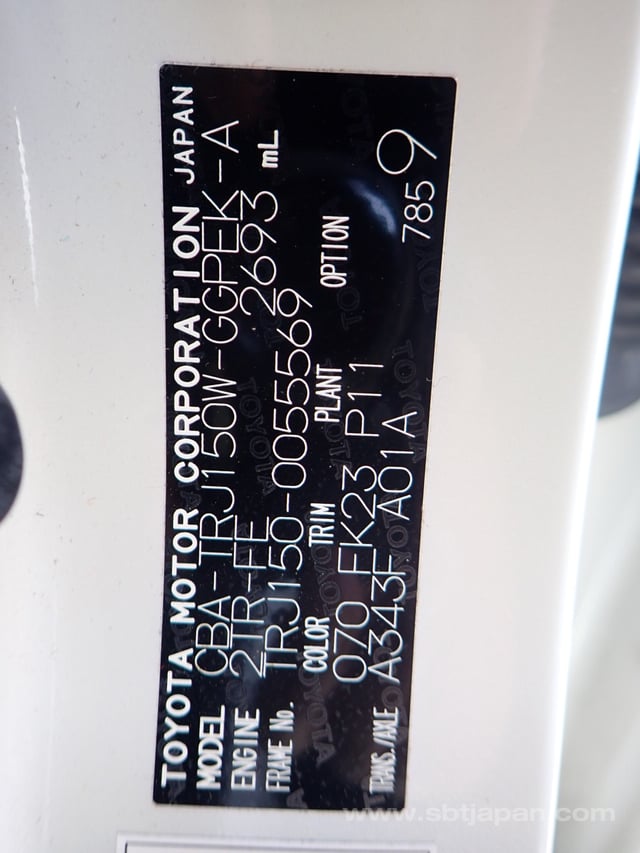 TOYOTA MOTOR CORPORATION JAPAN
MODEL CBA-TRJ150W-GGPEK-A
ENGINE 2TR-FE 2693 mL
FRAME No. TRJ150-0055569
COLOR TRIM PLANT OPTION
070 FK23 P11
TRANS./AXLE A343F A01A 785 9
www.sbtjapan.com